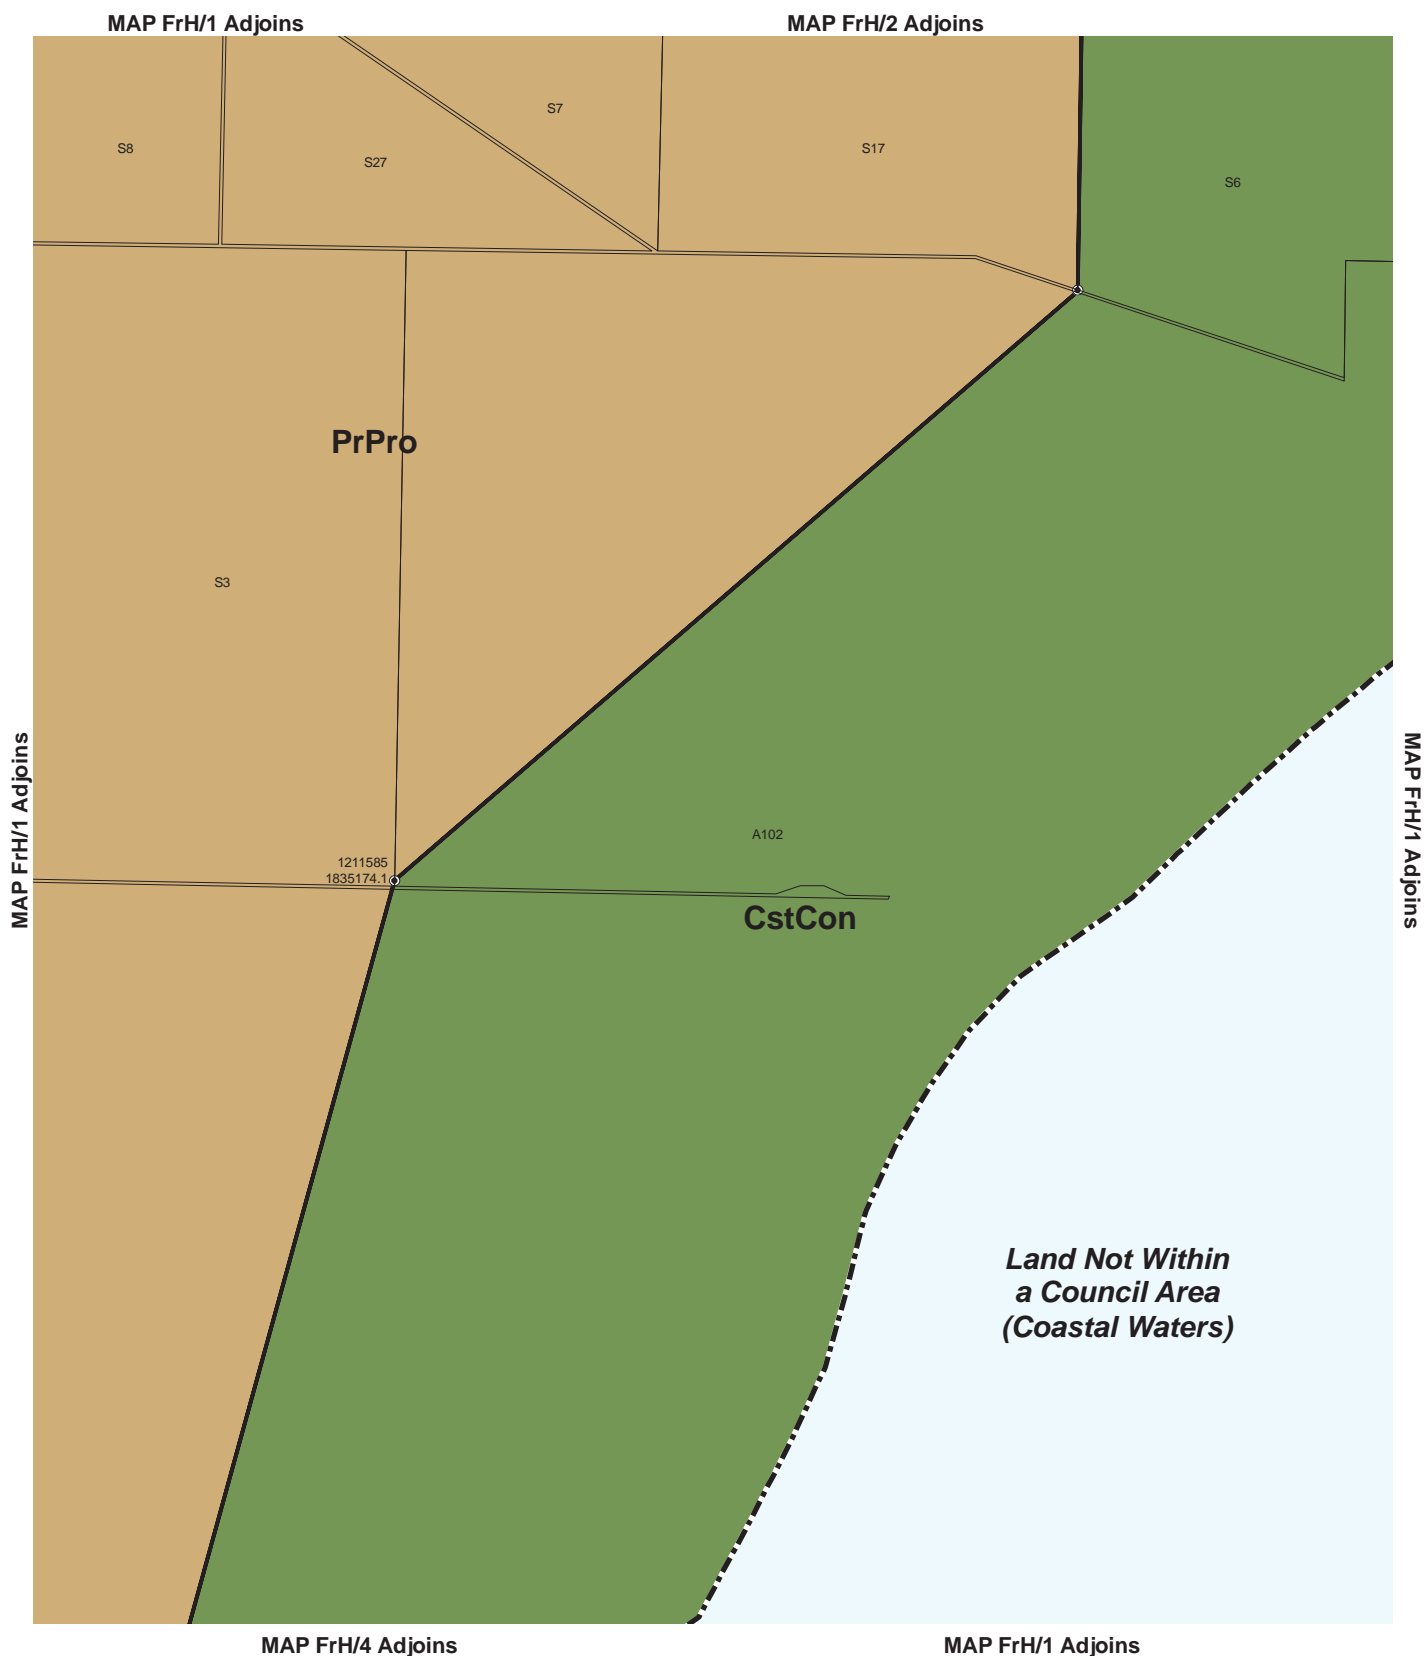 MAP FrH/1 Adjoins
MAP FrH/2 Adjoins
S7
S8
S27
S17
S6
PrPro
S3
MAP FrH/1 Adjoins
MAP FrH/1 Adjoins
A102
1211585
1835174.1
CstCon
Land Not Within
a Council Area
(Coastal Waters)
MAP FrH/4 Adjoins
MAP FrH/1 Adjoins